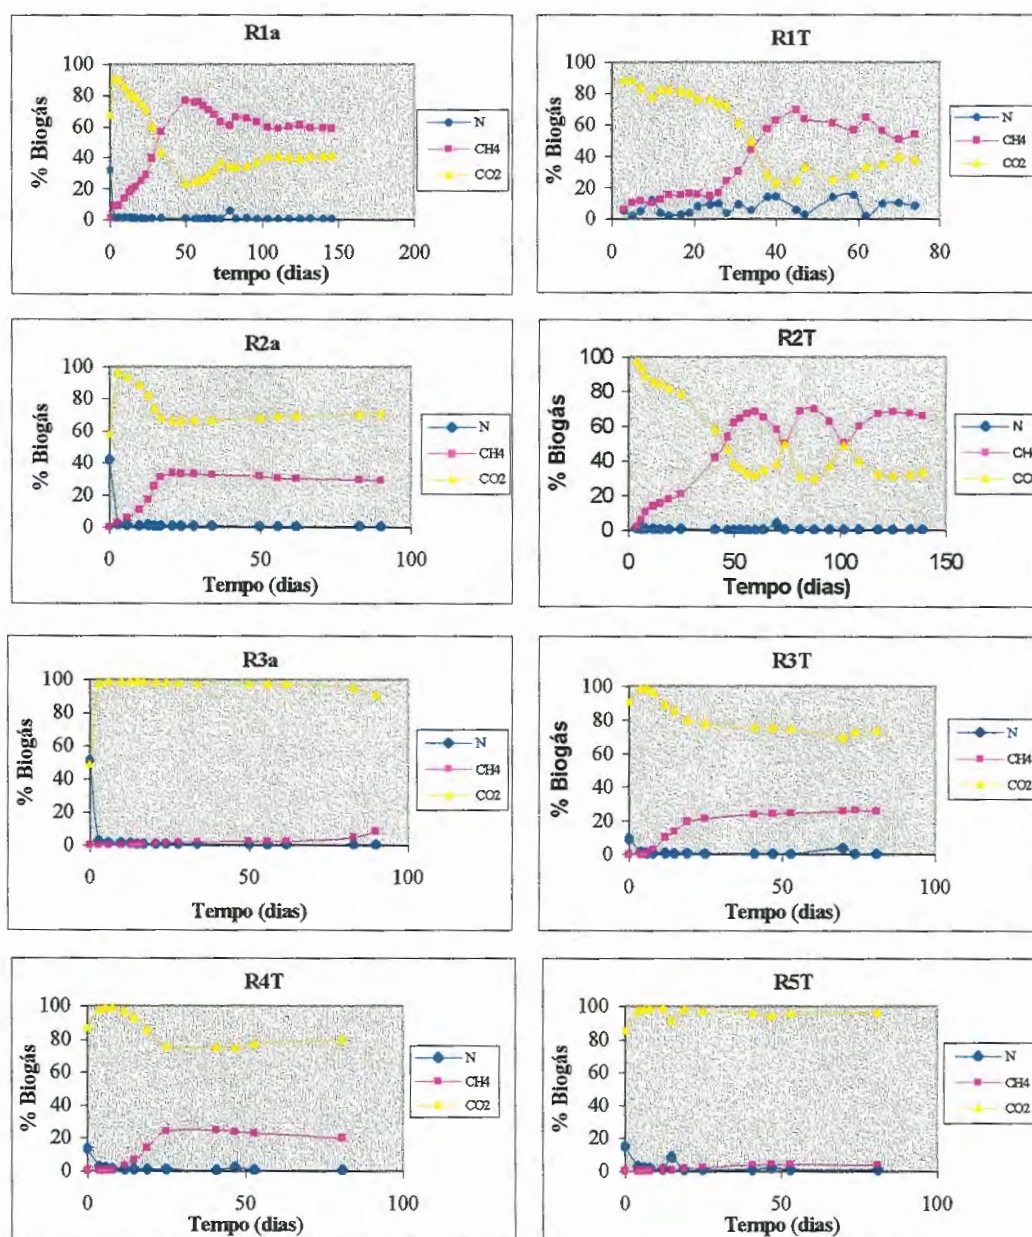 R1a
% Biogás
100
80
60
40
20
0
0 50 100 150 200
tempo (dias)
N
CH4
CO2
R1T
% Biogás
100
80
60
40
20
0
0 20 40 60 80
Tempo (dias)
N
CH4
CO2
R2a
% Biogás
100
80
60
40
20
0
0 50 100
Tempo (dias)
N
CH4
CO2
R2T
% Biogás
100
80
60
40
20
0
0 50 100 150
Tempo (dias)
N
CH4
CO
R3a
% Biogás
100
80
60
40
20
0
0 100
Tempo (dias)
N
CH4
CO2
R3T
% Biogás
100
80
60
40
20
0
0 50 100
Tempo (dias)
N
CH4
CO2
R4T
% Biogás
100
80
60
40
20
0
0 50 100
Tempo (dias)
N
CH4
CO2
R5T
% Biogás
100
80
60
40
20
0
0 50 100
Tempo (dias)
N
CH4
CO2